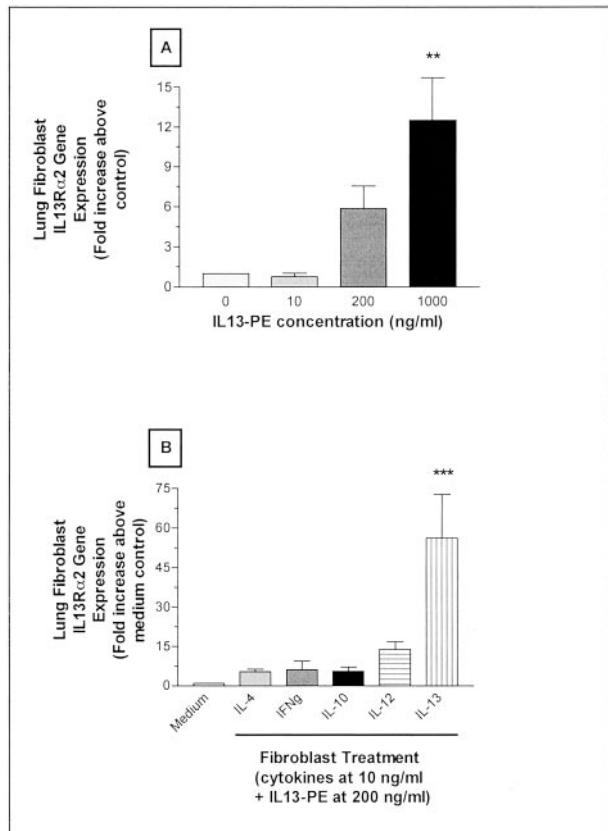 A
**
Lung Fibroblast
IL13Rα2 Gene
Expression
(Fold increase above
control)
15
12
9
6
3
0
0 10 200 1000
IL13-PE concentration (ng/ml)
B
***
Lung Fibroblast
IL13Rα2 Gene
Expression
(Fold increase above
medium control)
75
60
45
30
15
0
Medium IL-4 IFNg IL-10 IL-12 IL-13
Fibroblast Treatment
(cytokines at 10 ng/ml
+ IL13-PE at 200 ng/ml)